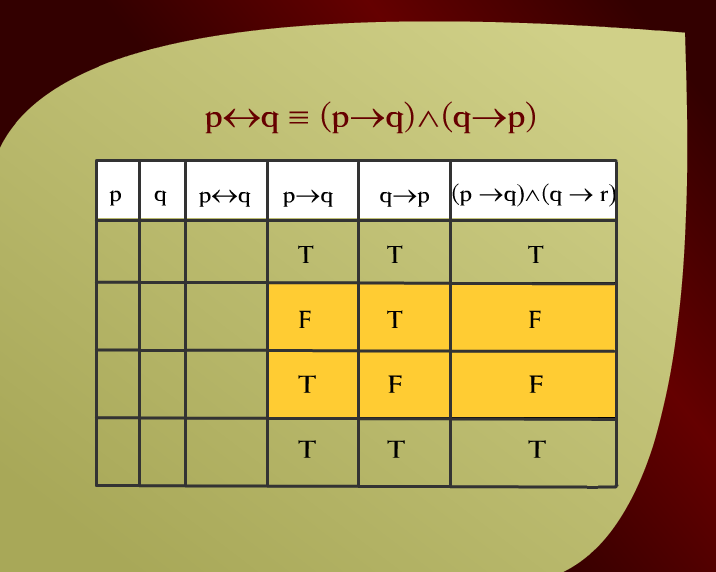 p↔q ≡ (p→q)∧(q→p)
p q p↔q p→q q→p (p →q)∧(q → r)
T T T
F T F
T F F
T T T